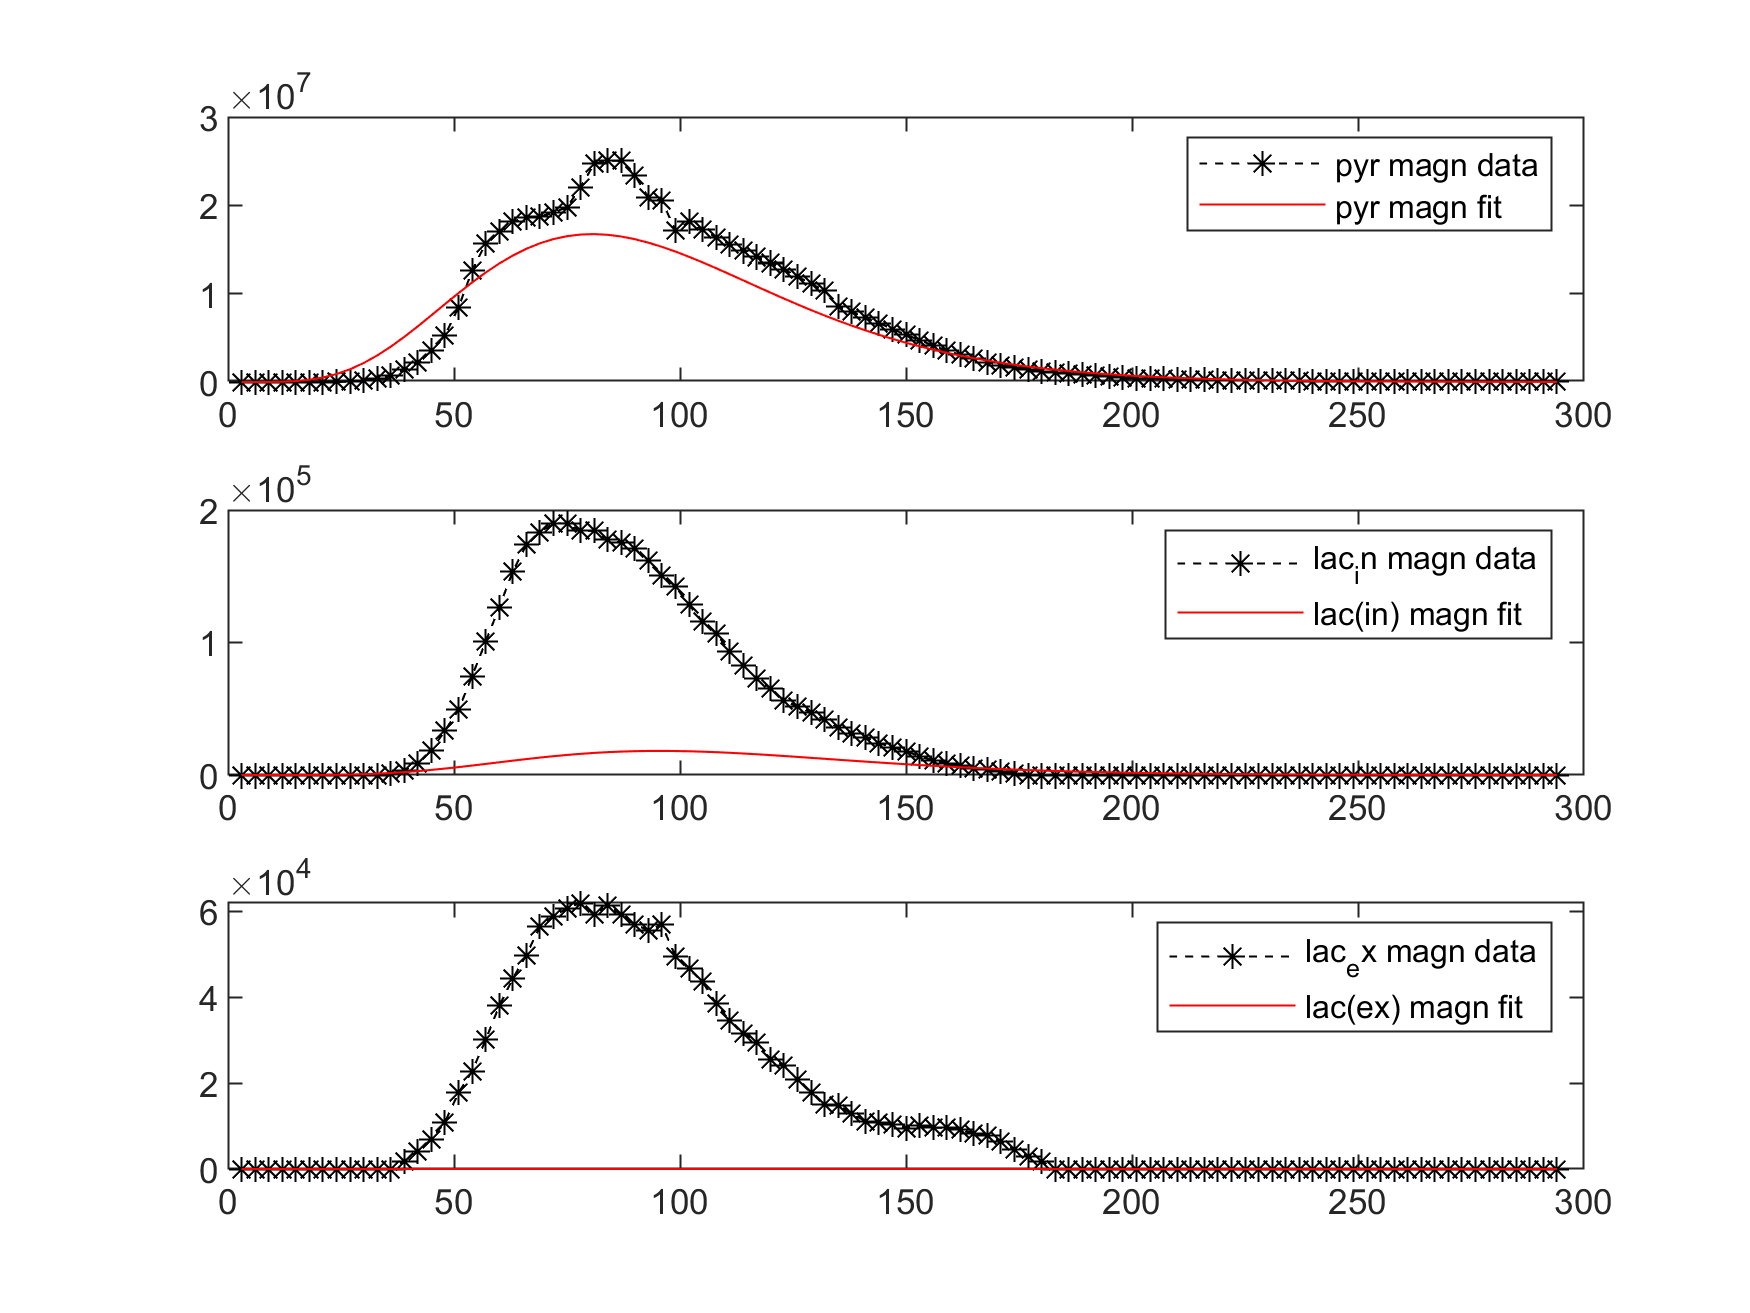 ×10^7
3
2
1
0
0 50 100 150 200 250 300
pyr magn data
pyr magn fit
×10^5
2
1
0
0 50 100 150 200 250 300
lac_in magn data
lac(in) magn fit
×10^4
6
4
2
0
0 50 100 150 200 250 300
lac_ex magn data
lac(ex) magn fit